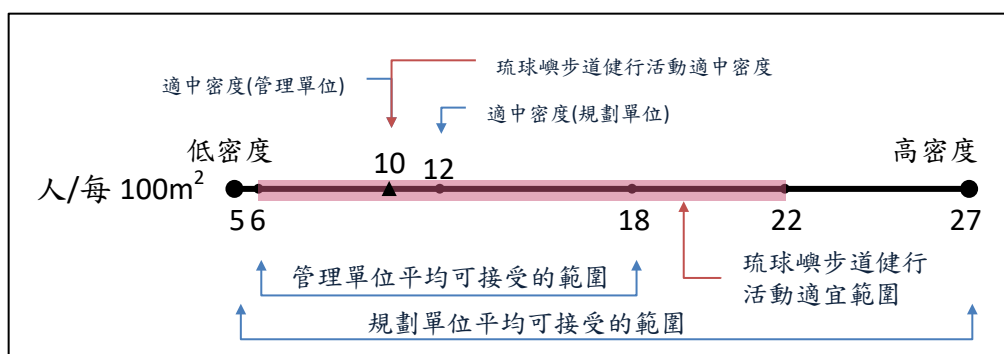 琉球嶼步道健行活動適中密度
適中密度(管理單位)
適中密度(規劃單位)
低密度
10
12
高密度
人/每 100m²
5
6
18
22
27
管理單位平均可接受的範圍
琉球嶼步道健行
活動適宜範圍
規劃單位平均可接受的範圍